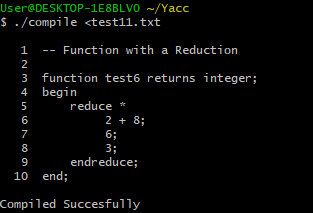 User@DESKTOP-1E8BLVO ~/Yacc
$ ./compile <test11.txt
1 -- Function with a Reduction
2
3 function test6 returns integer;
4 begin
5 reduce *
6 2 + 8;
7 6;
8 3;
9 endreduce;
10 end;
Compiled Succesfully